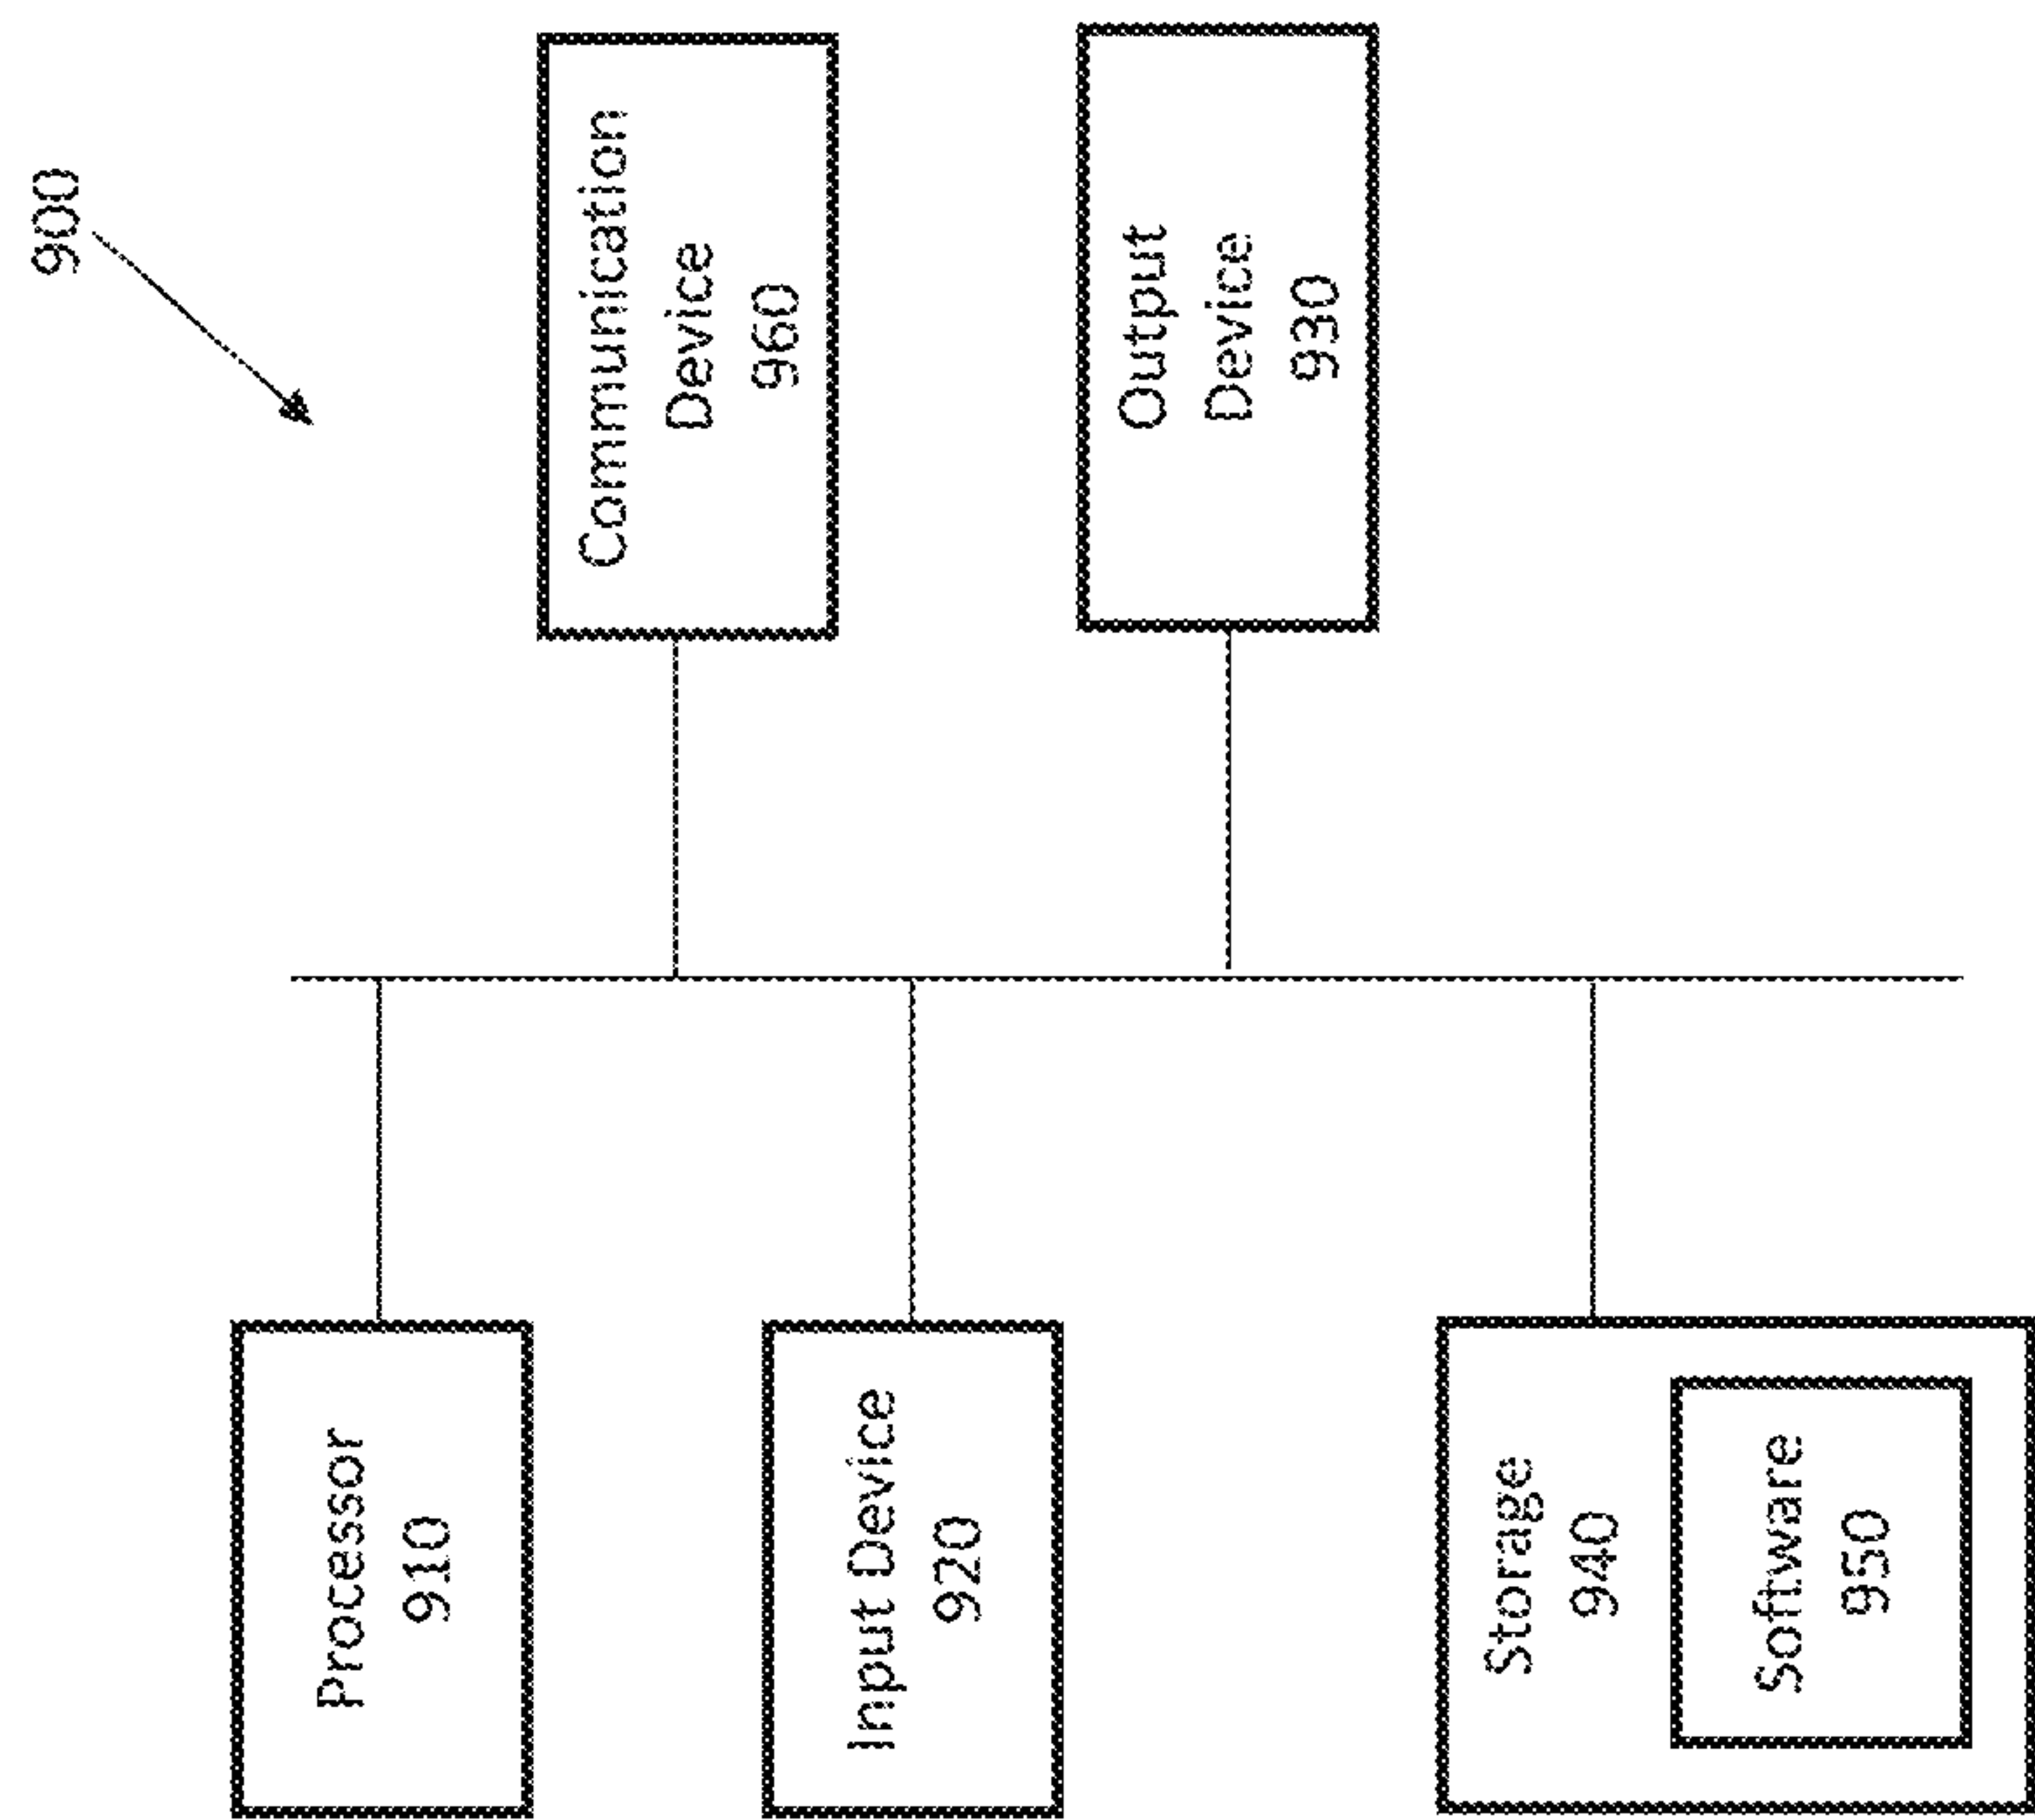 900
Processor
910
Communication
Device
960
Input Device
920
Output
Device
930
Storage
940
Software
950